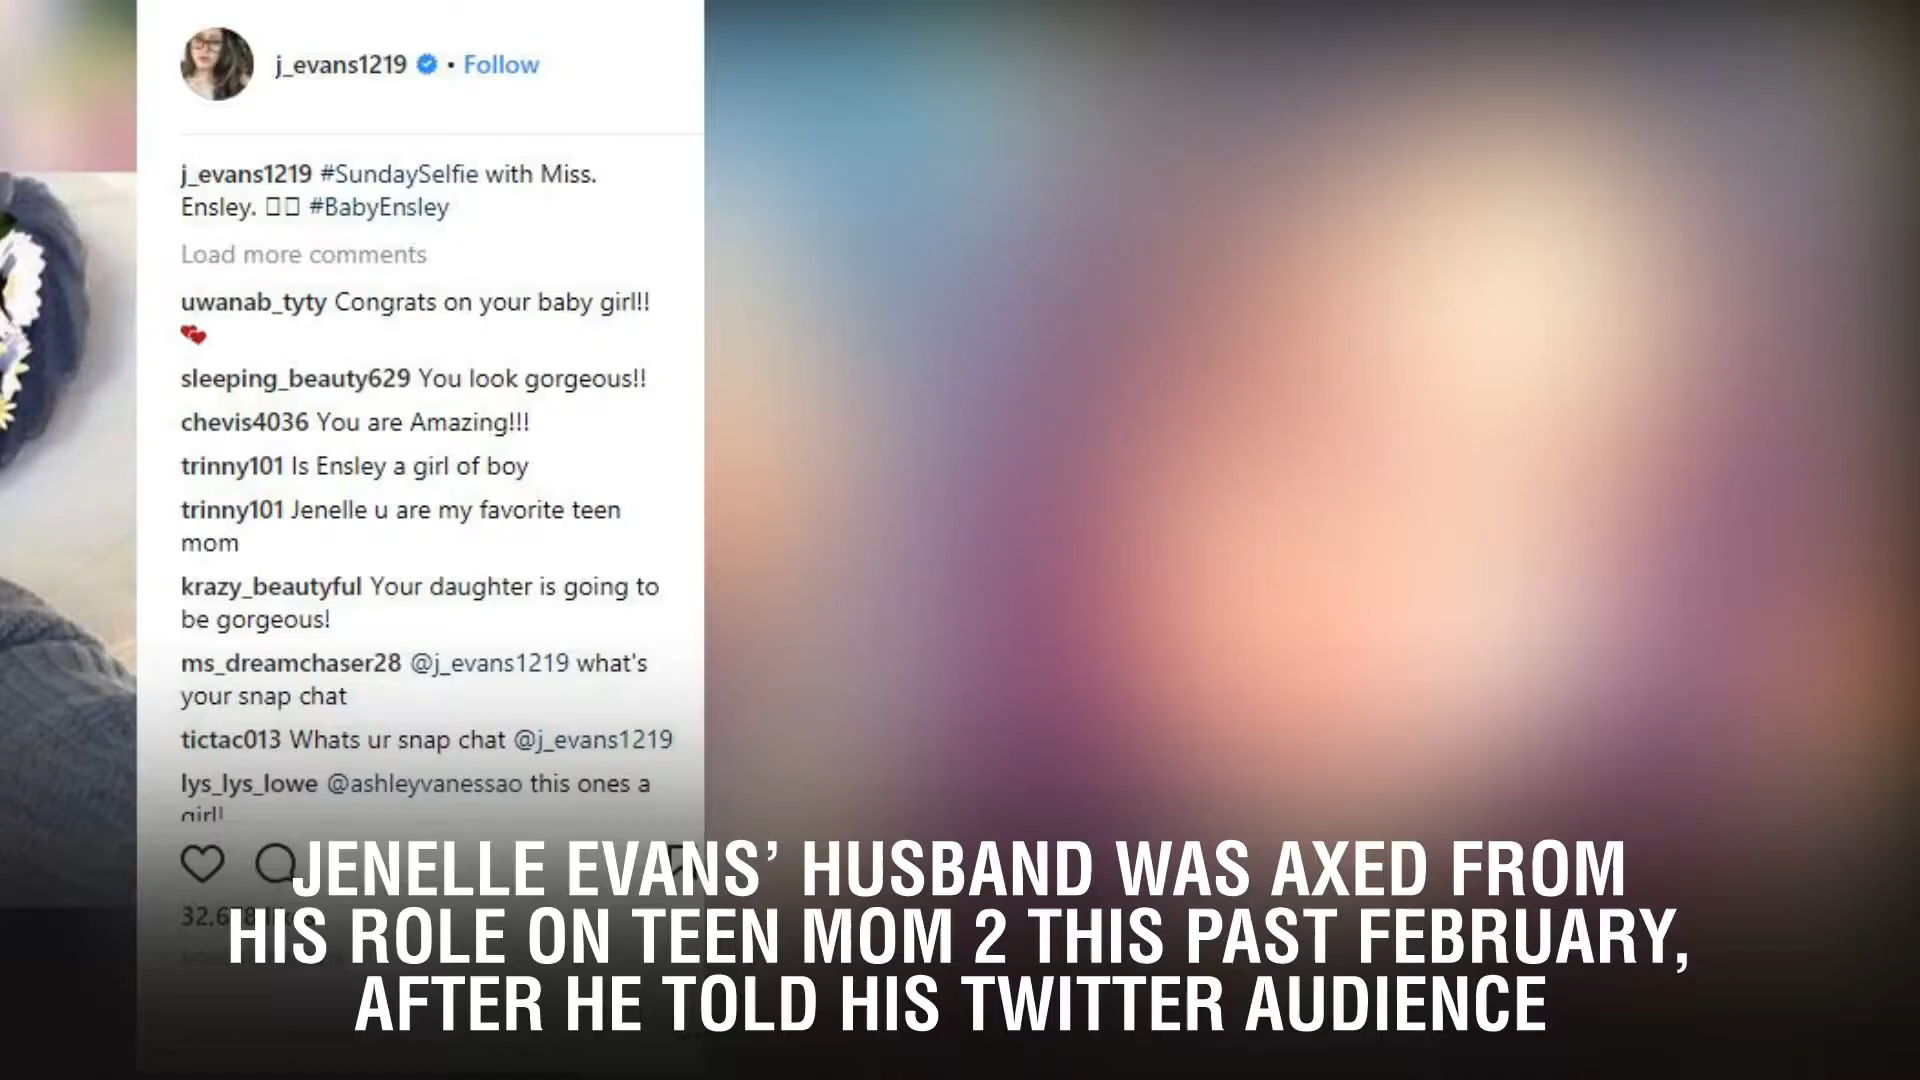 j_evans1219 • Follow
j_evans1219 #SundaySelfie with Miss.
Ensley. #BabyEnsley
Load more comments
uwanab_tyty Congrats on your baby girl!!
sleeping_beauty629 You look gorgeous!!
chevis4036 You are Amazing!!!
trinny101 Is Ensley a girl of boy
trinny101 Jenelle u are my favorite teen
mom
krazy_beautyful Your daughter is going to
be gorgeous!
ms_dreamchaser28 @j_evans1219 what's
your snap chat
tictac013 Whats ur snap chat @j_evans1219
lys_lys_lowe @ashleyvanessao this ones a
girl!
JENELLE EVANS’ HUSBAND WAS AXED FROM
HIS ROLE ON TEEN MOM 2 THIS PAST FEBRUARY,
AFTER HE TOLD HIS TWITTER AUDIENCE